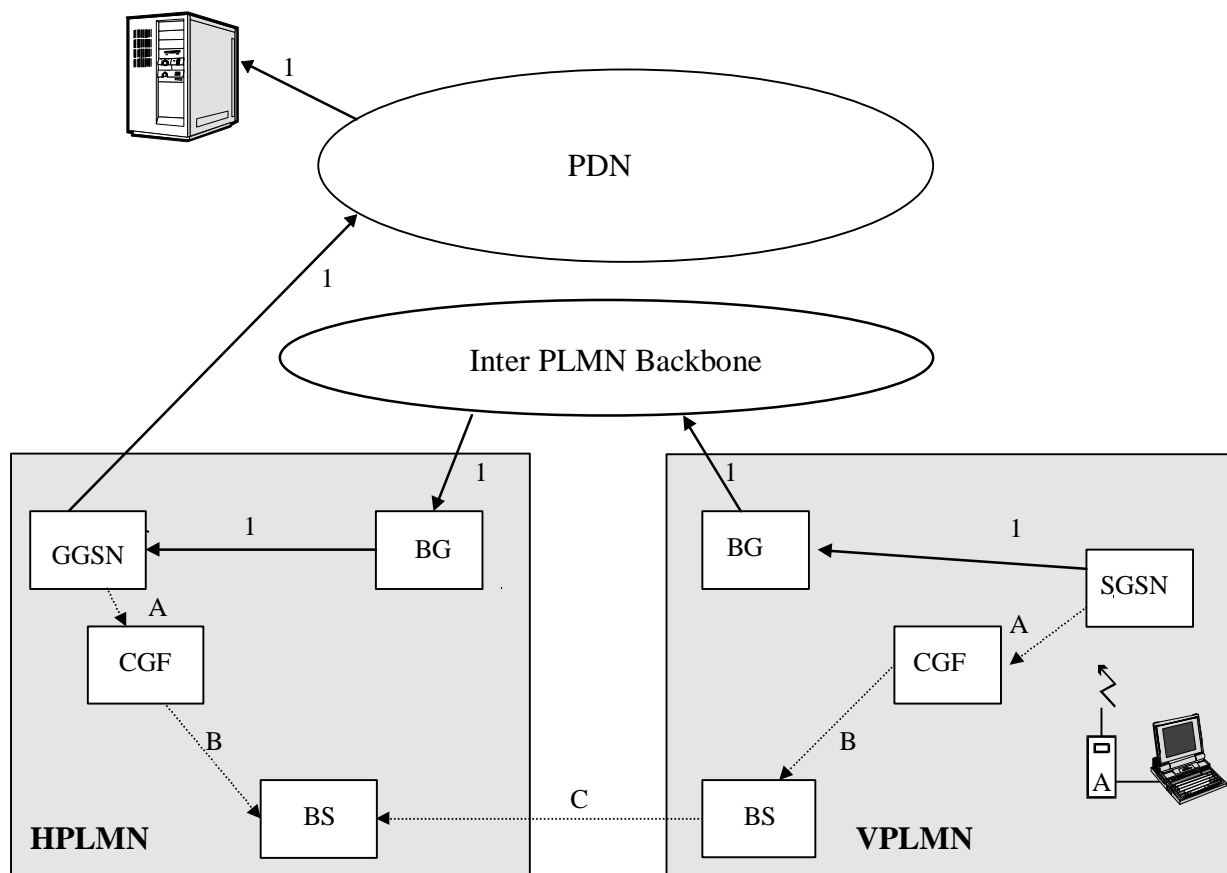 1
PDN
1
Inter PLMN Backbone
1
1
1
1
GGSN
BG
BG
SGSN
A
A
CGF
CGF
B
B
A
C
BS
BS
HPLMN
VPLMN